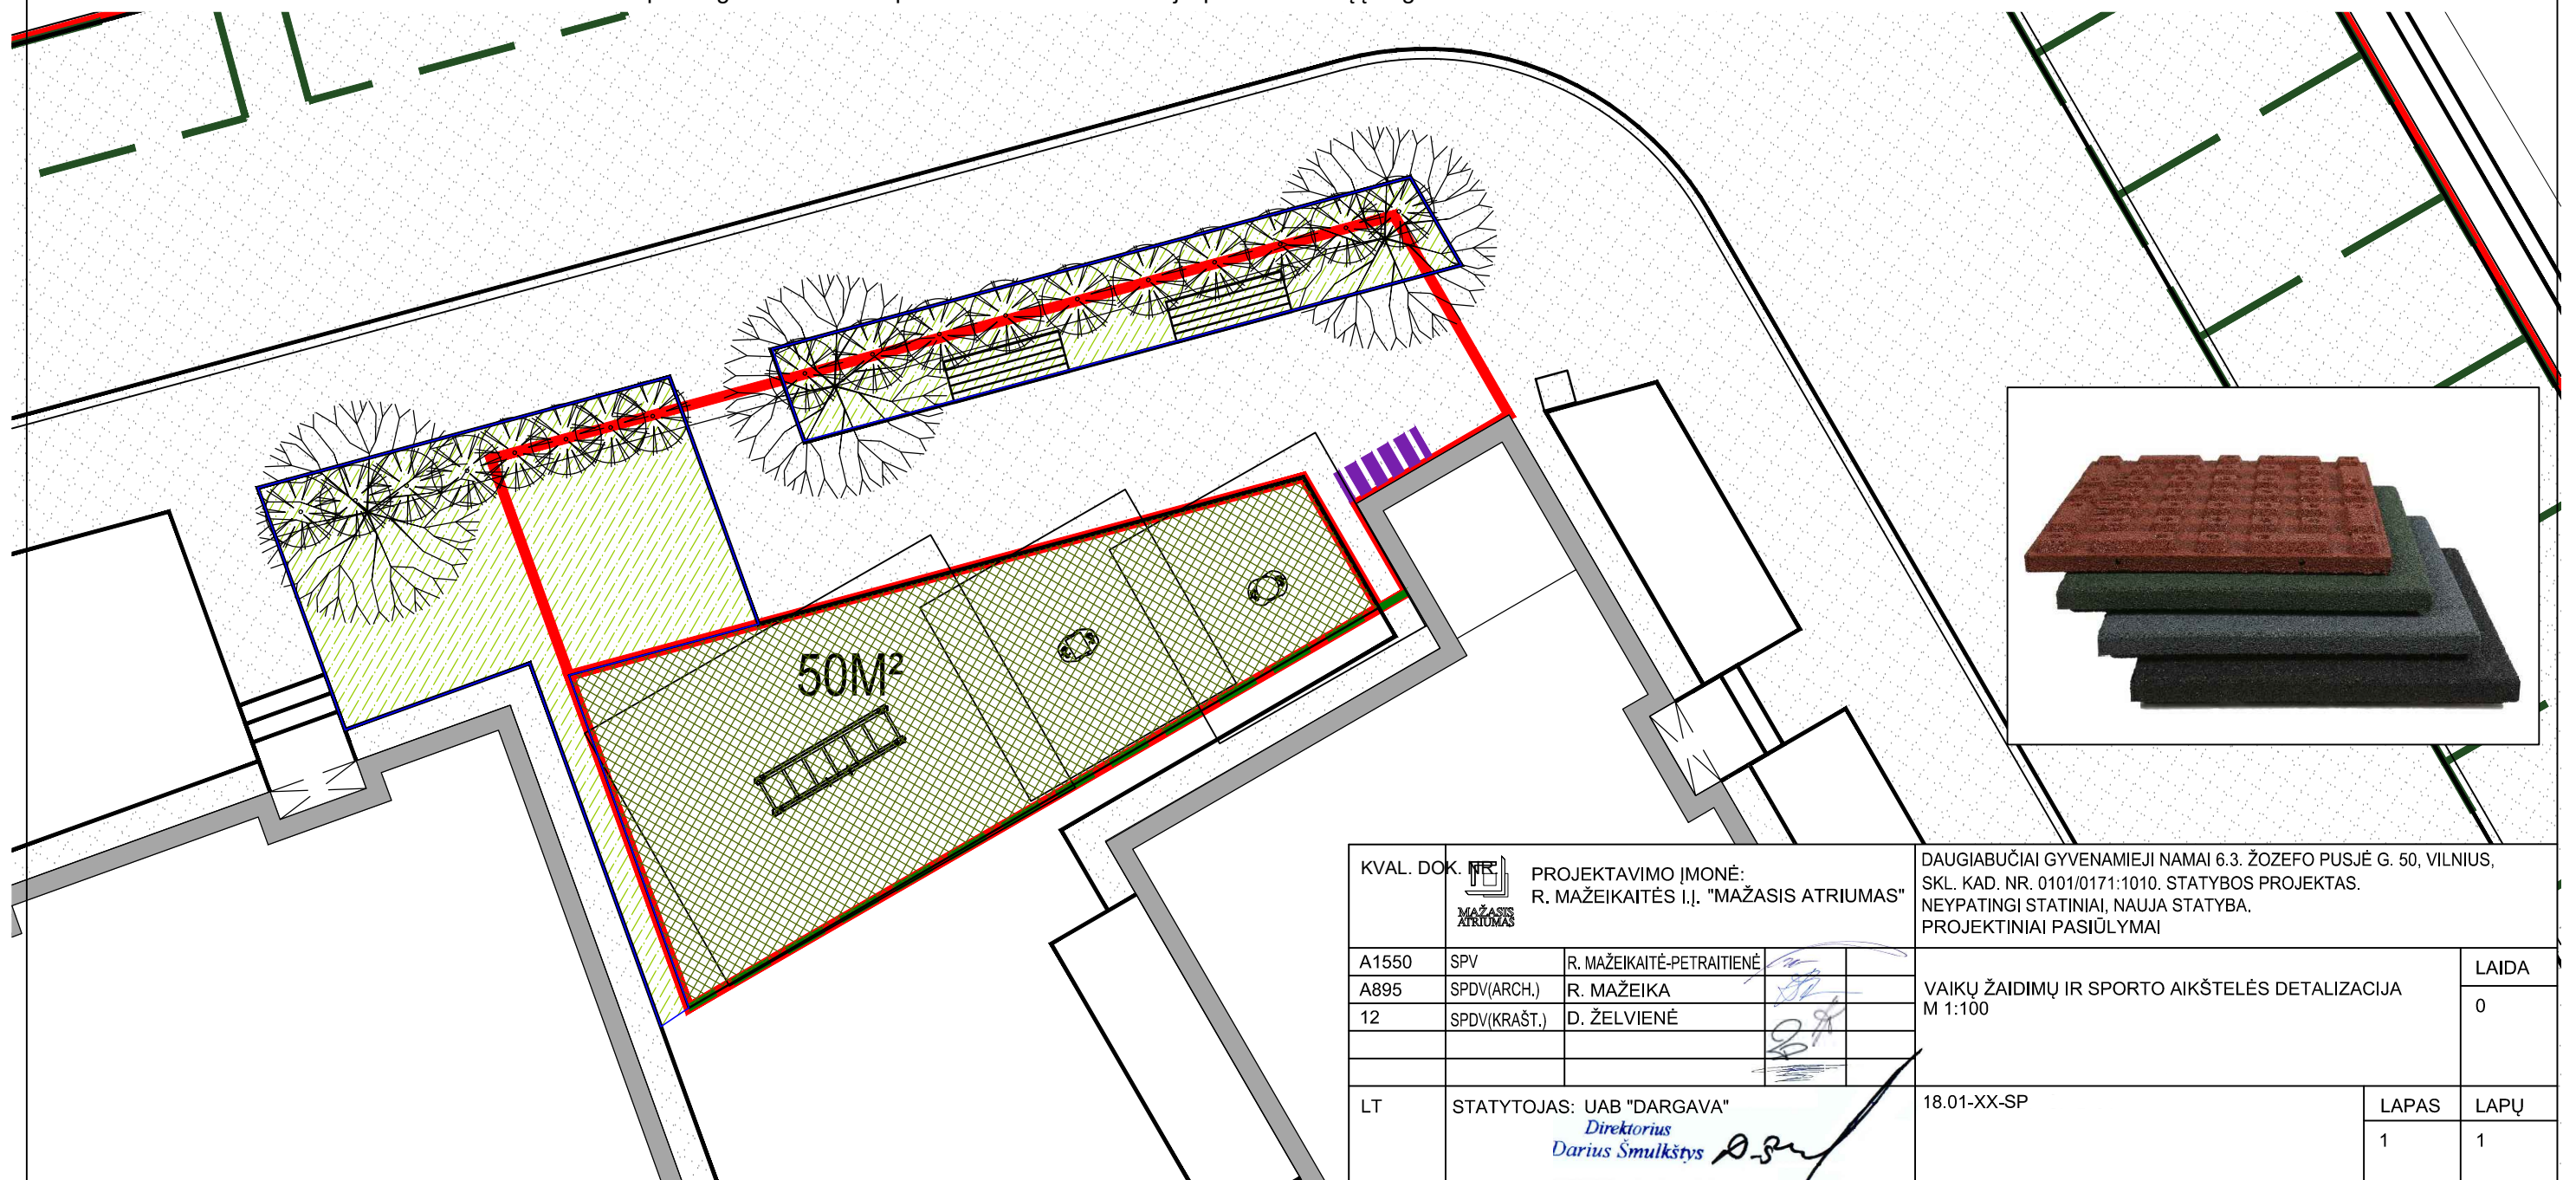 50M²
KVAL. DOK. NR.
MAŽASIS
ATRIUMAS
PROJEKTAVIMO ĮMONĖ:
R. MAŽEIKAITĖS I.Į. "MAŽASIS ATRIUMAS"
DAUGIABUČIAI GYVENAMIEJI NAMAI 6.3. ŽOZEFO PUSJĖ G. 50, VILNIUS,
SKL. KAD. NR. 0101/0171:1010. STATYBOS PROJEKTAS.
NEYPATINGI STATINIAI, NAUJA STATYBA.
PROJEKTINIAI PASIŪLYMAI
A1550 SPV R. MAŽEIKAITĖ-PETRAITIENĖ
A895 SPDV(ARCH.) R. MAŽEIKA
12 SPDV(KRAŠT.) D. ŽELVIENĖ
VAIKŲ ŽAIDIMŲ IR SPORTO AIKŠTELĖS DETALIZACIJA
M 1:100
LAIDA
0
LT
STATYTOJAS: UAB "DARGAVA"
Direktorius
Darius Šmulkštys
18.01-XX-SP
LAPAS
LAPŲ
1
1